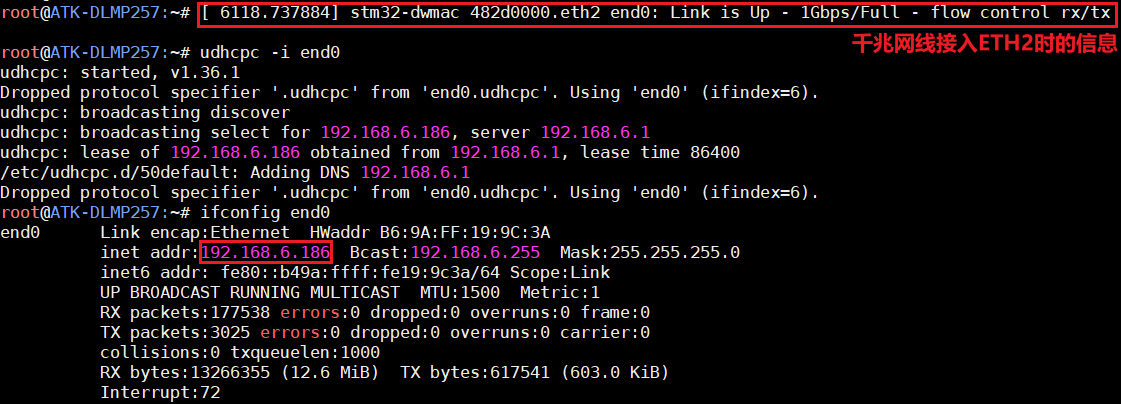 root@ATK-DLMP257:~# [ 6118.737884] stm32-dwmac 482d0000.eth2 end0: Link is Up - 1Gbps/Full - flow control rx/tx
千兆网线接入ETH2时的信息
root@ATK-DLMP257:~# udhcpc -i end0
udhcpc: started, v1.36.1
Dropped protocol specifier '.udhcpc' from 'end0.udhcpc'. Using 'end0' (ifindex=6).
udhcpc: broadcasting discover
udhcpc: broadcasting select for 192.168.6.186, server 192.168.6.1
udhcpc: lease of 192.168.6.186 obtained from 192.168.6.1, lease time 86400
/etc/udhcpc.d/50default: Adding DNS 192.168.6.1
Dropped protocol specifier '.udhcpc' from 'end0.udhcpc'. Using 'end0' (ifindex=6).
root@ATK-DLMP257:~# ifconfig end0
end0      Link encap:Ethernet  HWaddr B6:9A:FF:19:9C:3A
          inet addr:192.168.6.186  Bcast:192.168.6.255  Mask:255.255.255.0
          inet6 addr: fe80::b49a:ffff:fe19:9c3a/64 Scope:Link
          UP BROADCAST RUNNING MULTICAST  MTU:1500  Metric:1
          RX packets:177538 errors:0 dropped:0 overruns:0 frame:0
          TX packets:3025 errors:0 dropped:0 overruns:0 carrier:0
          collisions:0 txqueuelen:1000
          RX bytes:13266355 (12.6 MiB)  TX bytes:617541 (603.0 KiB)
          Interrupt:72